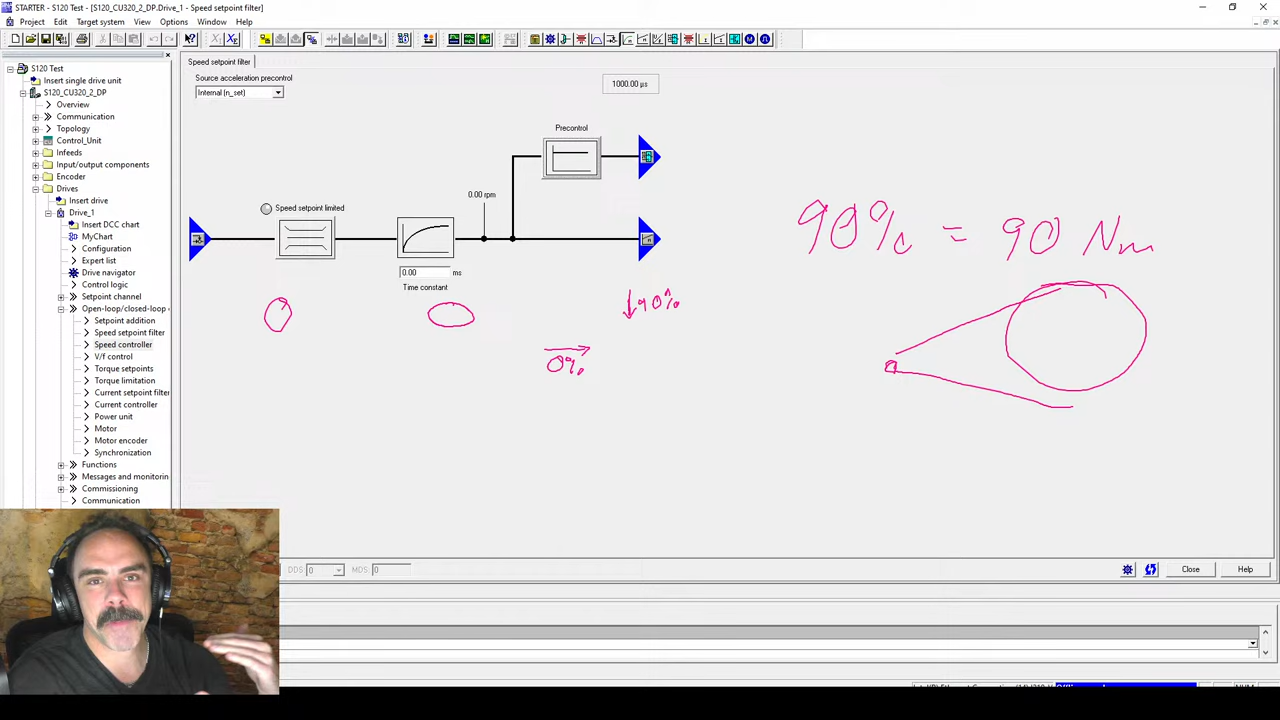 STARTER - S120 Test - [S120_CU320_2_DP.Drive_1 - Speed setpoint filter]
Project Edit Target system View Options Window Help
S120 Test
Insert single drive unit
S120_CU320_2_DP
Overview
Communication
Topology
Control_Unit
Infeeds
Input/output components
Encoder
Drives
Insert drive
Drive_1
Insert DCC chart
MyChart
Configuration
Expert list
Drive navigator
Control logic
Setpoint channel
Open-loop/closed-loop
Setpoint addition
Speed setpoint filter
Speed controller
V/f control
Torque setpoints
Torque limitation
Current setpoint filter
Current controller
Power unit
Motor
Motor encoder
Synchronization
Functions
Messages and monitorin
Commissioning
Communication
Speed setpoint filter
Source acceleration precontrol
Internal (n_set)
1000.00 µs
Precontrol
0.00 rpm
Speed setpoint limited
0.00 ms
Time constant
90% = 90 Nm
↓90%
0%
DDS: 0 MDS: 0
Close Help
NUM